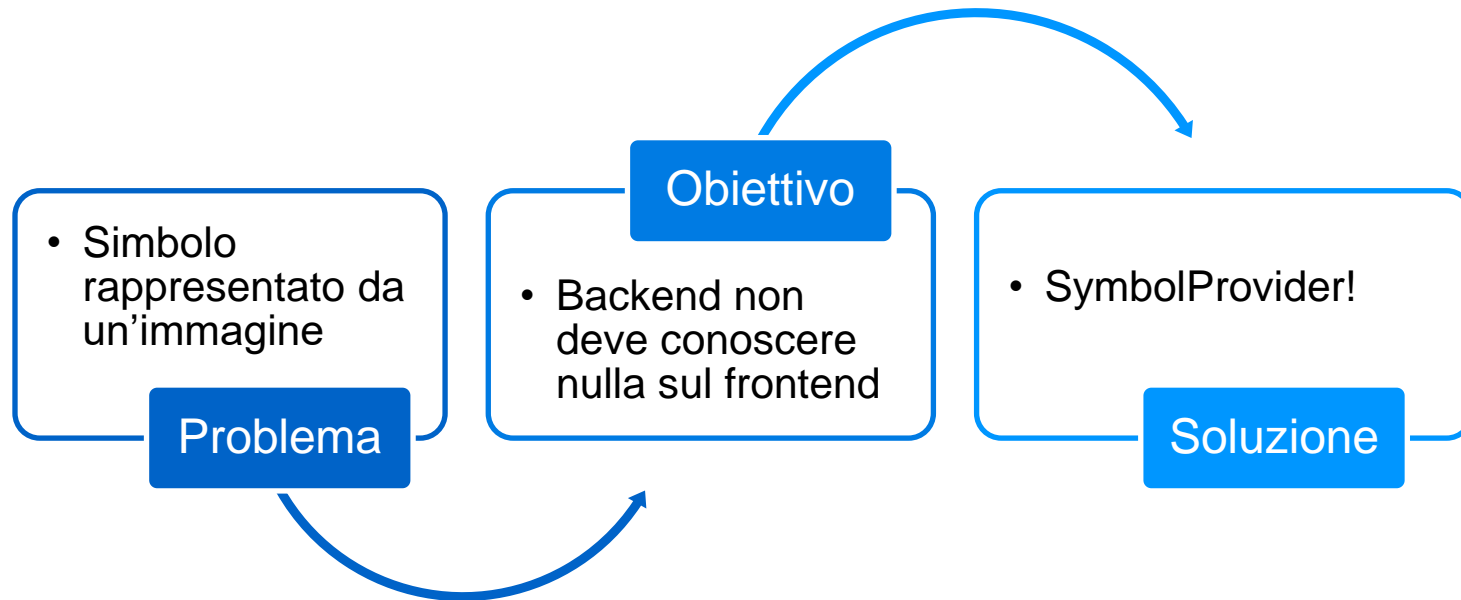 • Simbolo
rappresentato da
un’immagine
Problema
Obiettivo
• Backend non
deve conoscere
nulla sul frontend
• SymbolProvider!
Soluzione